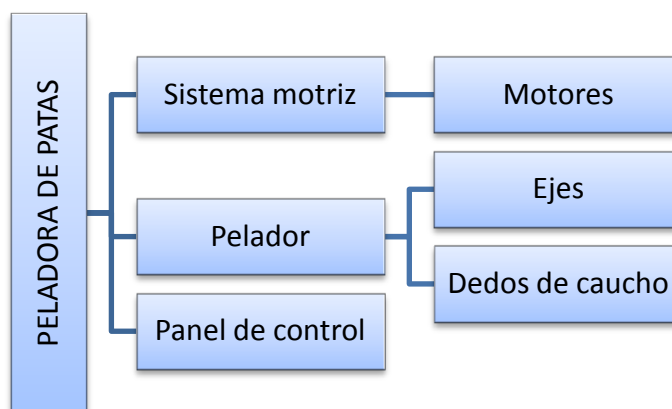 PELADORA DE PATAS
Sistema motriz
Motores
Pelador
Ejes
Dedos de caucho
Panel de control